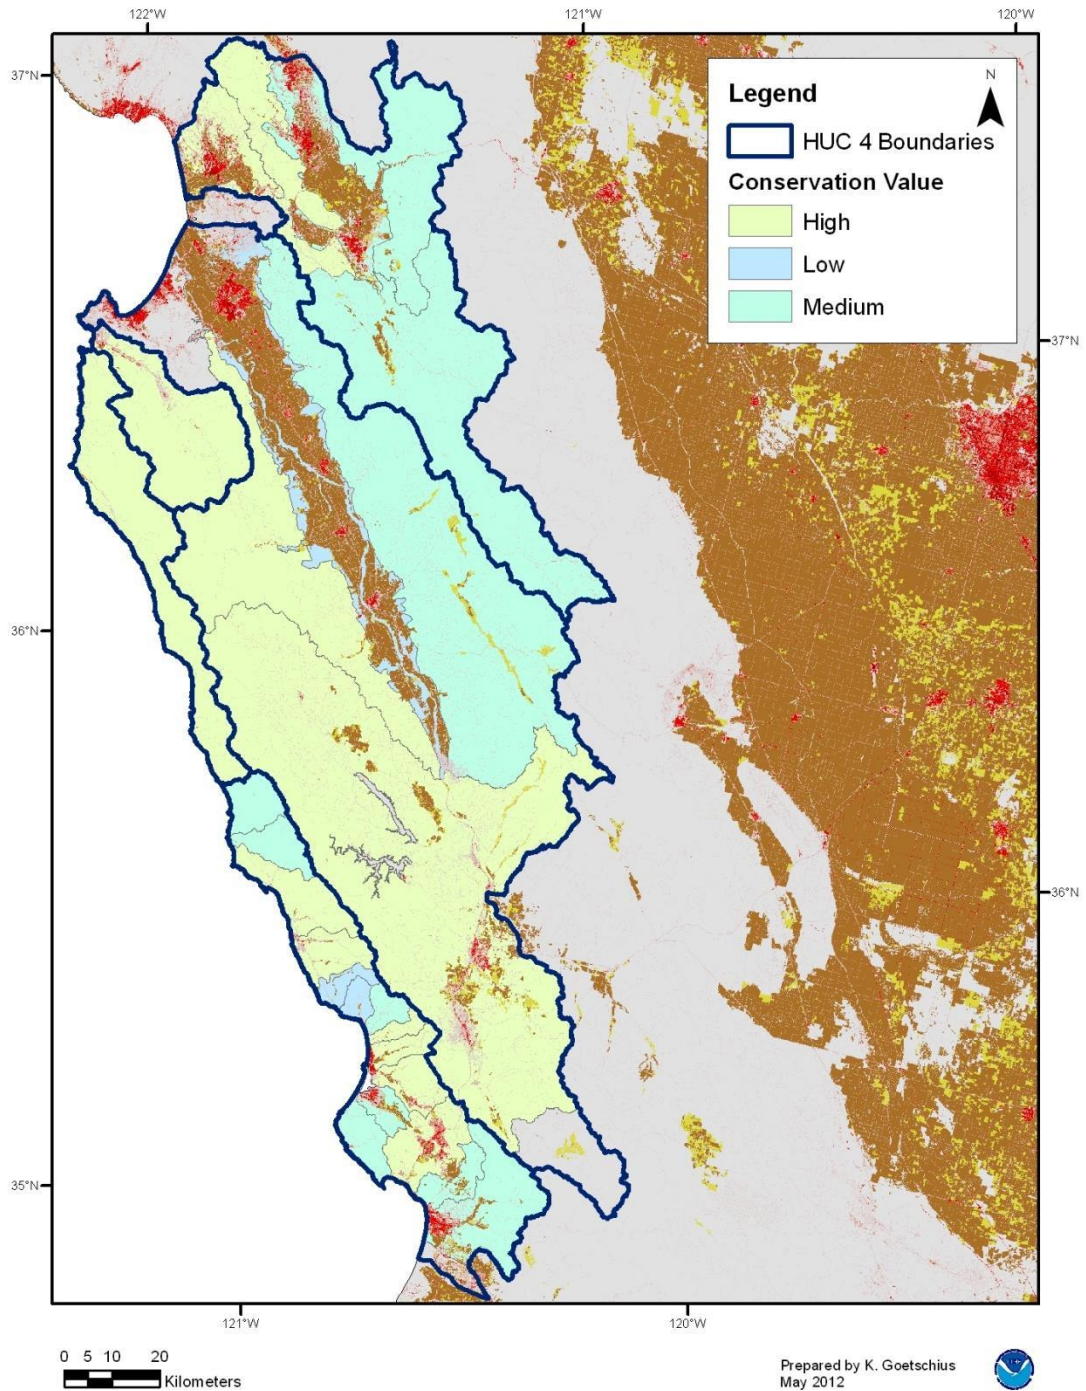 122°W
121°W
120°W
37°N
N
Legend
HUC 4 Boundaries
Conservation Value
High
Low
Medium
37°N
36°N
36°N
35°N
121°W
120°W
0 5 10 20
Kilometers
Prepared by K. Goetschius
May 2012